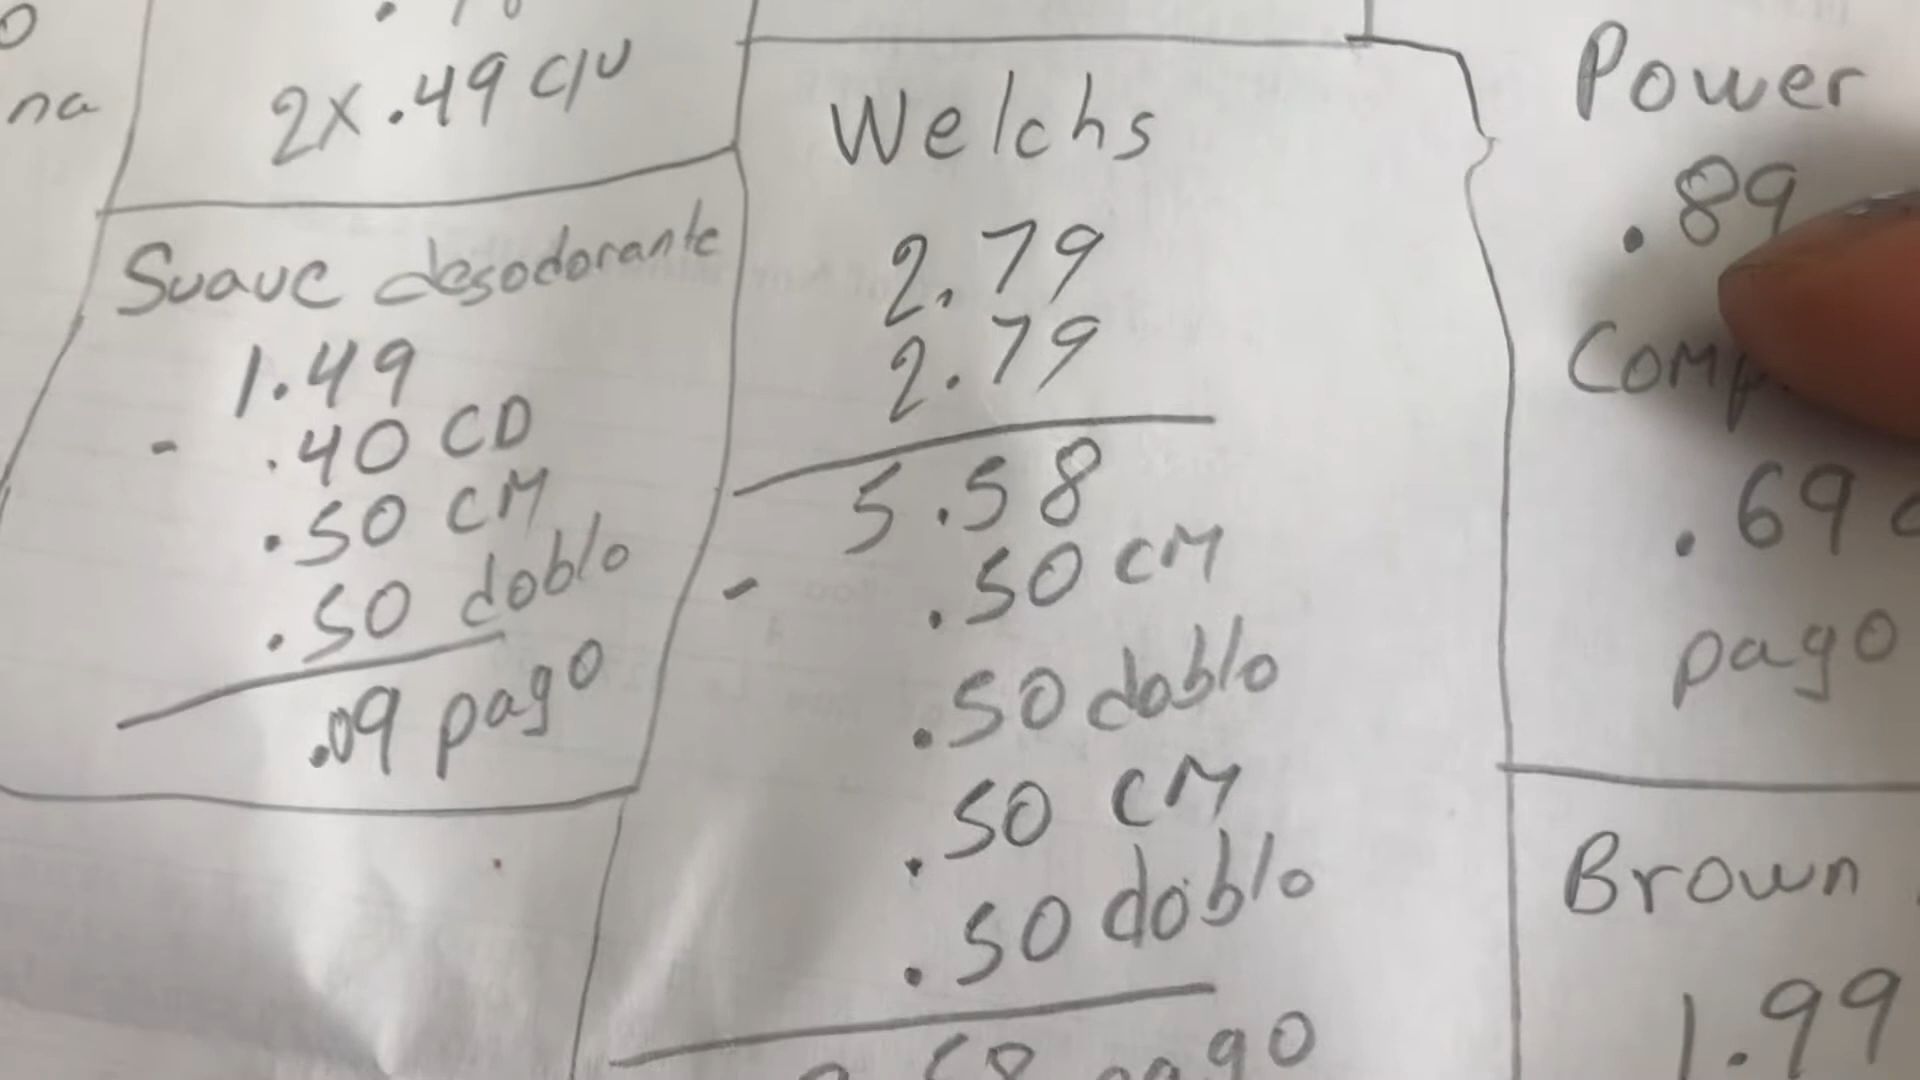 na
2x .49 c/u
Suave desodorante
1.49
- .40 CD
.50 CM
.50 doblo
.09 pago
Welchs
2.79
2.79
5.58
- .50 CM
.50 doblo
.50 CM
.50 doblo
pago
Power
.89
.69
pago
Brown
1.99